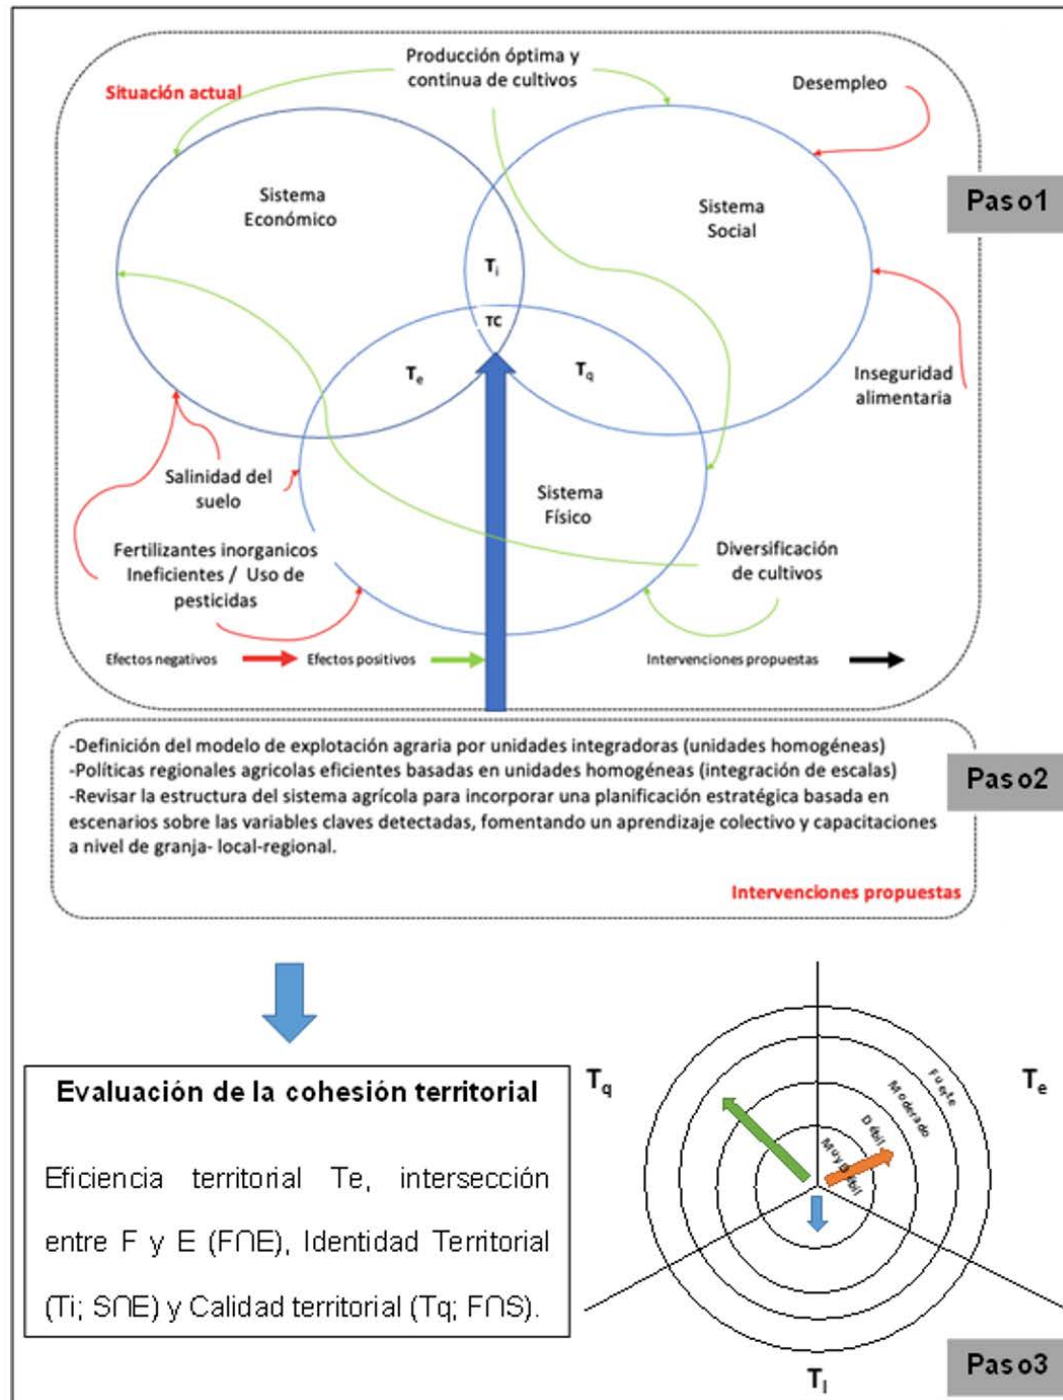 Situación actual
Producción óptima y
continua de cultivos
Desempleo
Paso1
Sistema
Económico
Sistema
Social
Ti
TC
Te
Tq
Inseguridad
alimentaria
Salinidad del
suelo
Sistema
Físico
Fertilizantes inorganicos
Ineficientes / Uso de
pesticidas
Diversificación
de cultivos
Efectos negativos
Efectos positivos
Intervenciones propuestas
-Definición del modelo de explotación agraria por unidades integradoras (unidades homogéneas)
-Políticas regionales agrícolas eficientes basadas en unidades homogéneas (integración de escalas)
-Revisar la estructura del sistema agrícola para incorporar una planificación estratégica basada en
escenarios sobre las variables claves detectadas, fomentando un aprendizaje colectivo y capacitaciones
a nivel de granja- local-regional.
Paso2
Intervenciones propuestas
Evaluación de la cohesión territorial
Eficiencia territorial Te, intersección
entre F y E (F∩E), Identidad Territorial
(Ti; S∩E) y Calidad territorial (Tq; F∩S).
Tq
Te
Fuerte
Moderado
Débil
Muy Débil
TI
Paso3